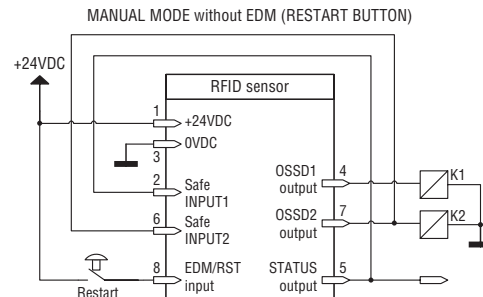 MANUAL MODE without EDM (RESTART BUTTON)
+24VDC
RFID sensor
1
+24VDC
0VDC
3
2
Safe
INPUT1
6
Safe
INPUT2
8
EDM/RST
input
Restart
OSSD1
output
4
K1
OSSD2
output
7
K2
STATUS
output
5